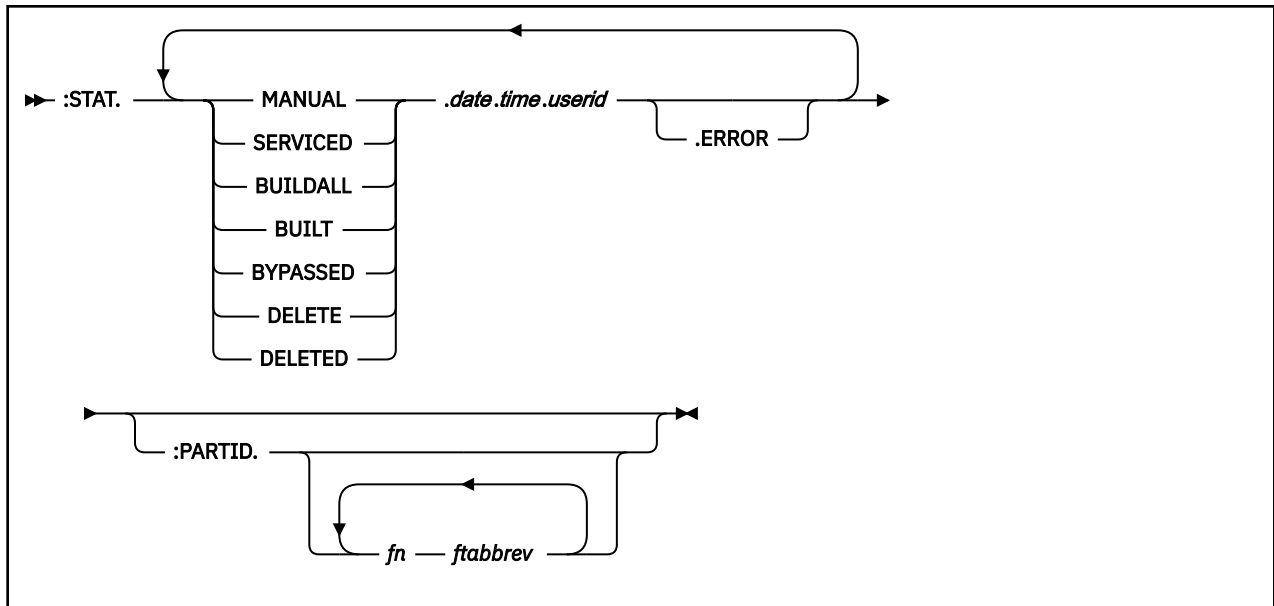 :STAT. MANUAL .date.time.userid
SERVICED .ERROR
BUILDALL
BUILT
BYPASSED
DELETE
DELETED
:PARTID.
fn ftabbrev